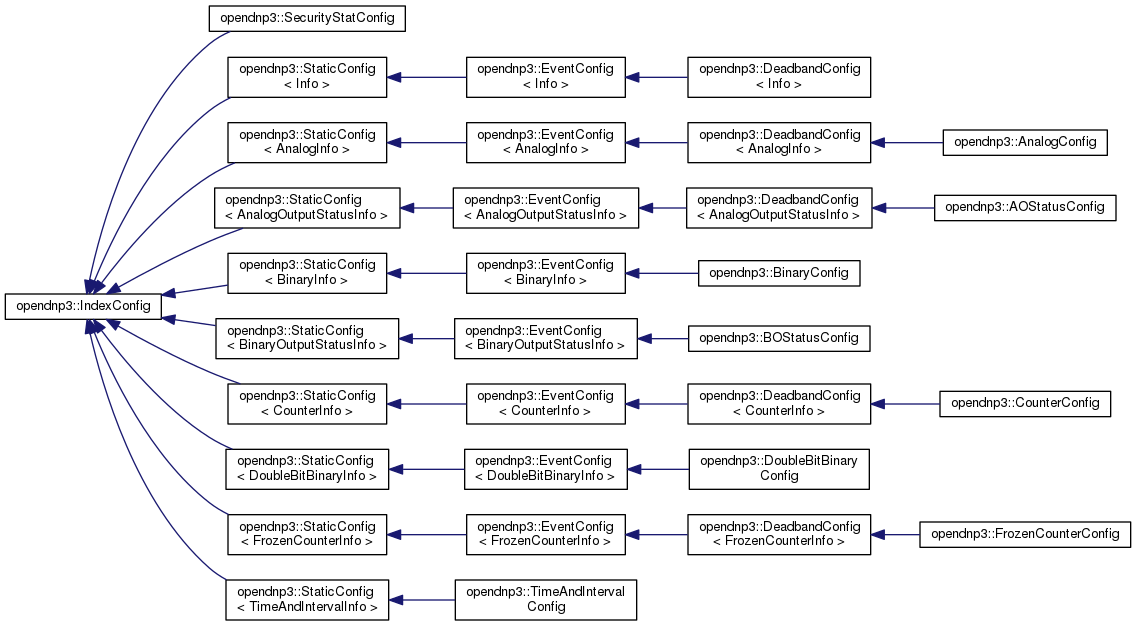 opendnp3::SecurityStatConfig
opendnp3::StaticConfig
< Info >
opendnp3::EventConfig
< Info >
opendnp3::DeadbandConfig
< Info >
opendnp3::StaticConfig
< AnalogInfo >
opendnp3::EventConfig
< AnalogInfo >
opendnp3::DeadbandConfig
< AnalogInfo >
opendnp3::AnalogConfig
opendnp3::StaticConfig
< AnalogOutputStatusInfo >
opendnp3::EventConfig
< AnalogOutputStatusInfo >
opendnp3::DeadbandConfig
< AnalogOutputStatusInfo >
opendnp3::AOStatusConfig
opendnp3::StaticConfig
< BinaryInfo >
opendnp3::EventConfig
< BinaryInfo >
opendnp3::BinaryConfig
opendnp3::IndexConfig
opendnp3::StaticConfig
< BinaryOutputStatusInfo >
opendnp3::EventConfig
< BinaryOutputStatusInfo >
opendnp3::BOStatusConfig
opendnp3::StaticConfig
< CounterInfo >
opendnp3::EventConfig
< CounterInfo >
opendnp3::DeadbandConfig
< CounterInfo >
opendnp3::CounterConfig
opendnp3::StaticConfig
< DoubleBitBinaryInfo >
opendnp3::EventConfig
< DoubleBitBinaryInfo >
opendnp3::DoubleBitBinary
Config
opendnp3::StaticConfig
< FrozenCounterInfo >
opendnp3::EventConfig
< FrozenCounterInfo >
opendnp3::DeadbandConfig
< FrozenCounterInfo >
opendnp3::FrozenCounterConfig
opendnp3::StaticConfig
< TimeAndIntervalInfo >
opendnp3::TimeAndInterval
Config